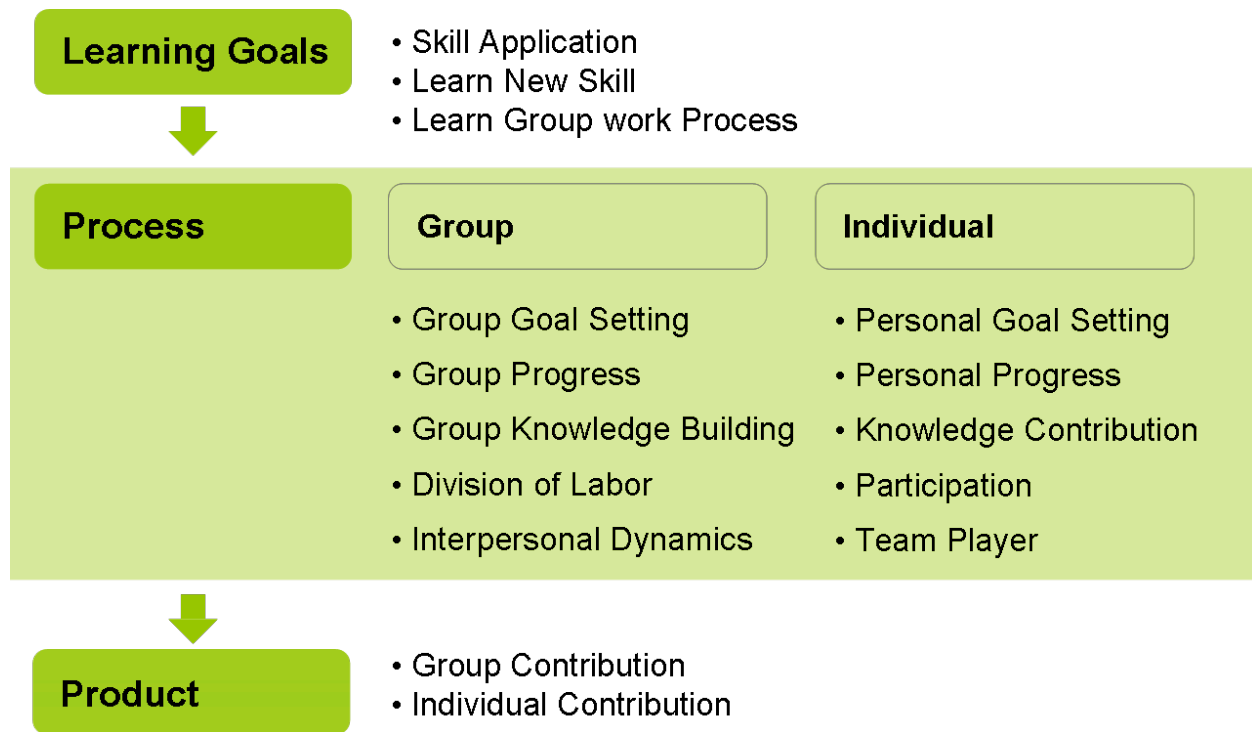 Learning Goals
• Skill Application
• Learn New Skill
• Learn Group work Process
Process
Group
• Group Goal Setting
• Group Progress
• Group Knowledge Building
• Division of Labor
• Interpersonal Dynamics
Individual
• Personal Goal Setting
• Personal Progress
• Knowledge Contribution
• Participation
• Team Player
Product
• Group Contribution
• Individual Contribution